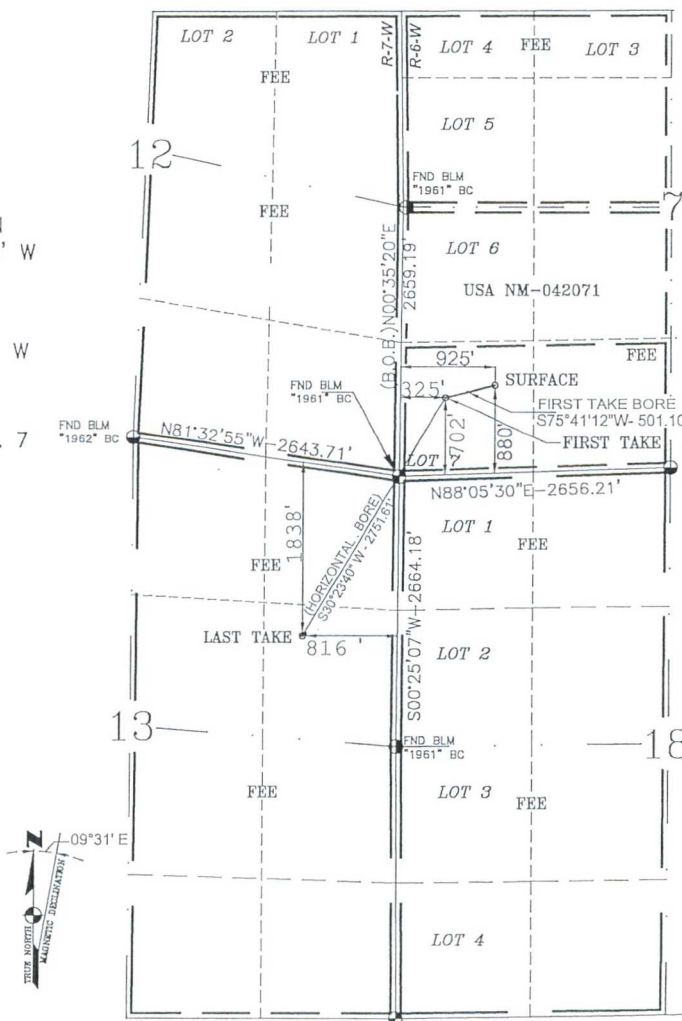 LOT 2
LOT 1
R-7-W
R-6-W
LOT 4
FEE
LOT 3
FEE
LOT 5
12
FND BLM
"1961" BC
7
FEE
' W
LOT 6
(B.O.B.)N00°35'20"E
2659.19'
USA NM-042071
W
925'
FEE
SURFACE
FND BLM
"1961" BC
325'
FIRST TAKE BORE
S75°41'12"W- 501.10
FIRST TAKE
7
FND BLM
"1962" BC
N81°32'55"W-2643.71'
702'
880'
LOT 7
N88°05'30"E-2656.21'
LOT 1
1838'
(HORIZONTAL BORE)
S30°23'40"W-2751.61'
S00°25'07"W-2664.18'
FEE
FEE
LAST TAKE
816 '
LOT 2
13
FND BLM
"1961" BC
18
FEE
LOT 3
FEE
09°31' E
N
TRUE NORTH
MAGNETIC DECLINATION
LOT 4